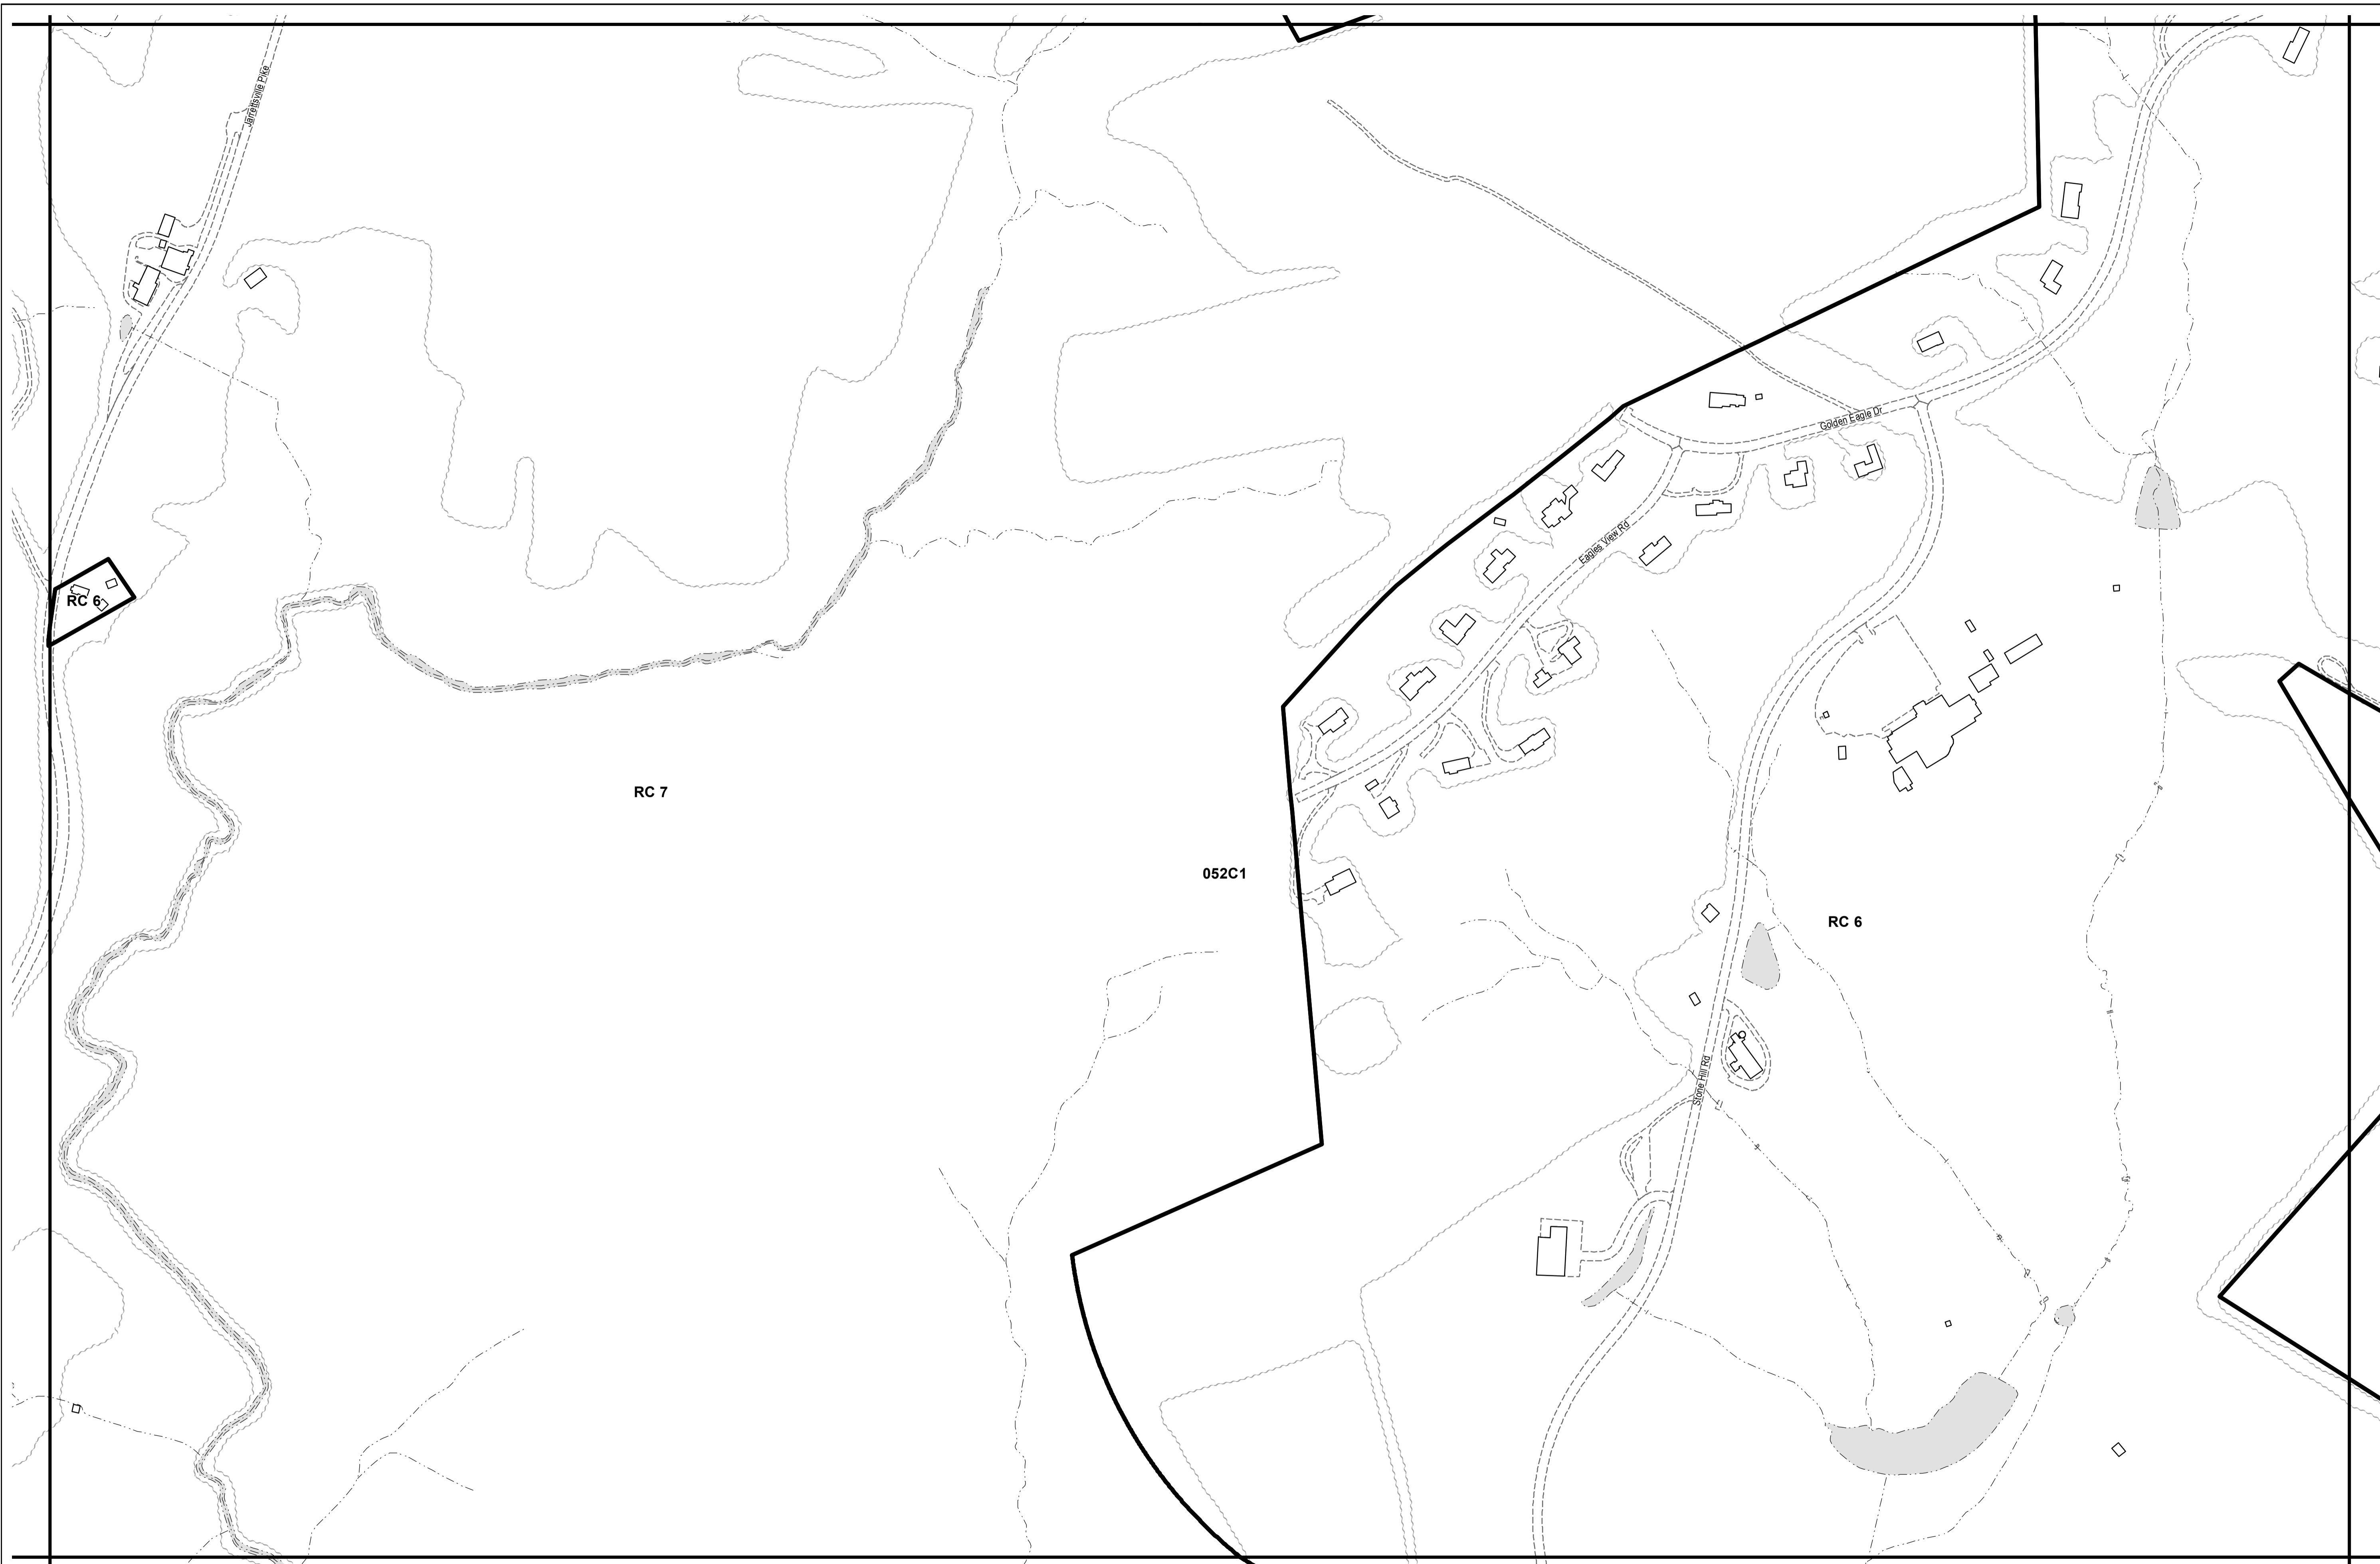 Jarrettsville Pike
Golden Eagle Dr
Eagles View Rd
RC 6
RC 7
052C1
RC 6
Stone Hill Rd